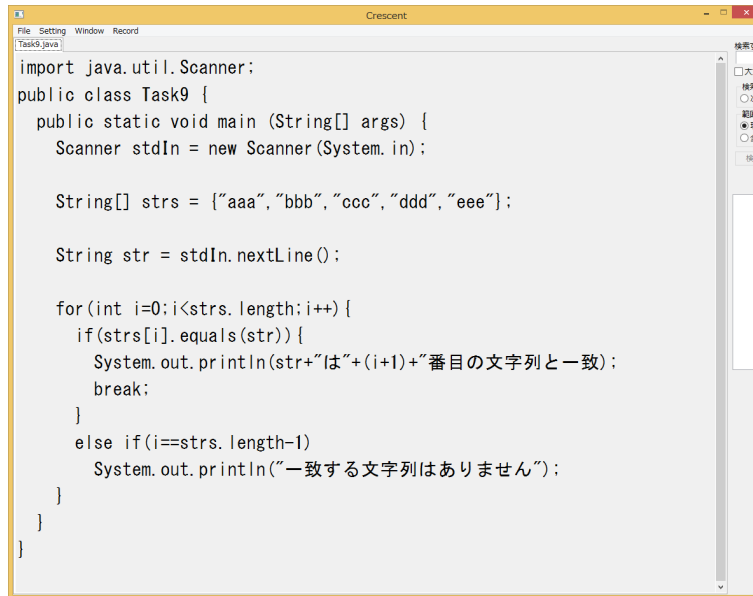 Crescent
File Setting Window Record
Task9.java
import java.util.Scanner;
public class Task9 {
public static void main (String[] args) {
Scanner stdIn = new Scanner(System.in);
String[] strs = {"aaa","bbb","ccc","ddd","eee"};
String str = stdIn.nextLine();
for(int i=0;i<strs.length;i++){
if(strs[i].equals(str)){
System.out.println(str+"は"+(i+1)+"番目の文字列と一致);
break;
}
else if(i==strs.length-1)
System.out.println("一致する文字列はありません");
}
}
}